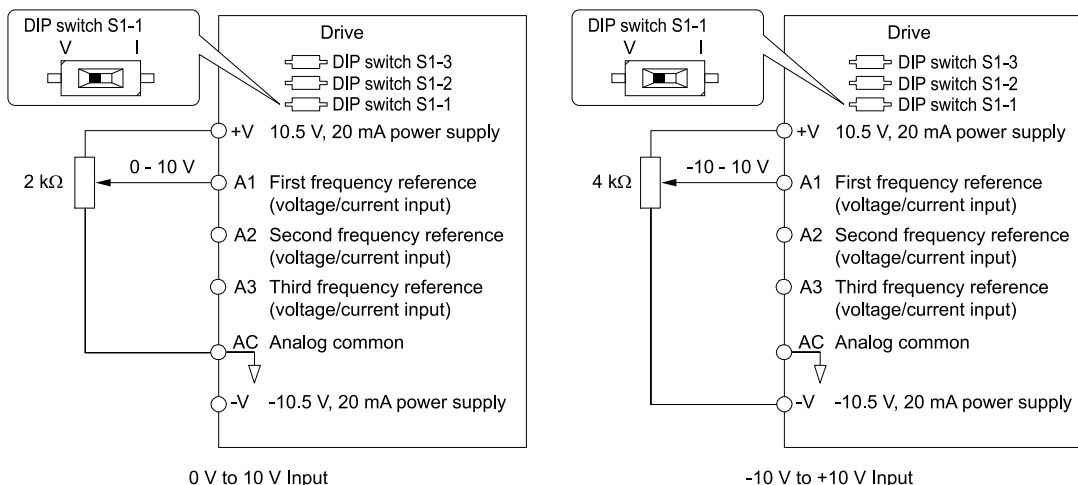 DIP switch S1-1
V I
Drive
DIP switch S1-3
DIP switch S1-2
DIP switch S1-1
+V 10.5 V, 20 mA power supply
2 kΩ
0 - 10 V
A1 First frequency reference
(voltage/current input)
A2 Second frequency reference
(voltage/current input)
A3 Third frequency reference
(voltage/current input)
AC Analog common
-V -10.5 V, 20 mA power supply
0 V to 10 V Input
DIP switch S1-1
V I
Drive
DIP switch S1-3
DIP switch S1-2
DIP switch S1-1
+V 10.5 V, 20 mA power supply
4 kΩ
-10 - 10 V
A1 First frequency reference
(voltage/current input)
A2 Second frequency reference
(voltage/current input)
A3 Third frequency reference
(voltage/current input)
AC Analog common
-V -10.5 V, 20 mA power supply
-10 V to +10 V Input